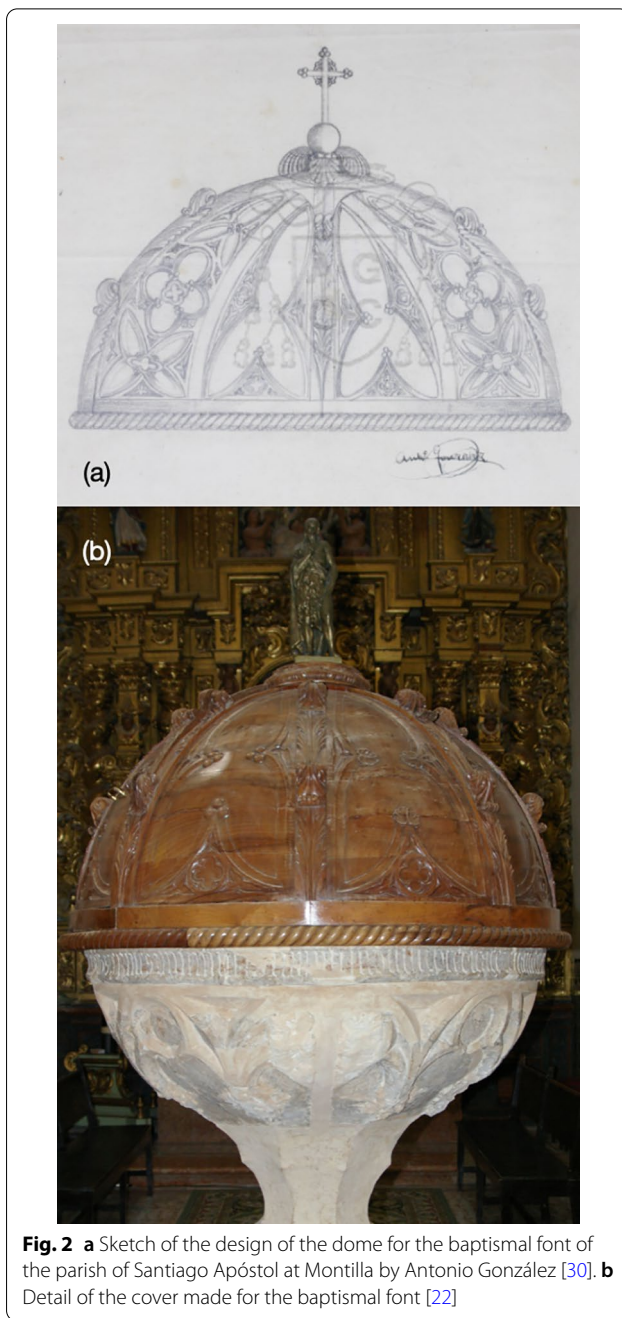 (a)
(b)
Fig. 2 a Sketch of the design of the dome for the baptismal font of
the parish of Santiago Apóstol at Montilla by Antonio González [30]. b
Detail of the cover made for the baptismal font [22]